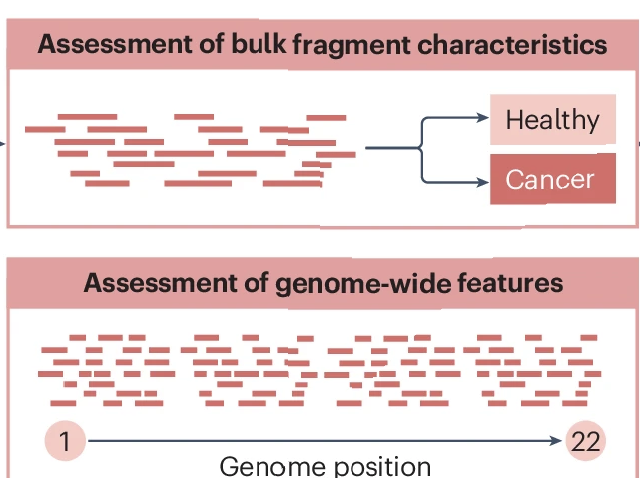 Assessment of bulk fragment characteristics
Healthy
Cancer
Assessment of genome-wide features
1
22
Genome position